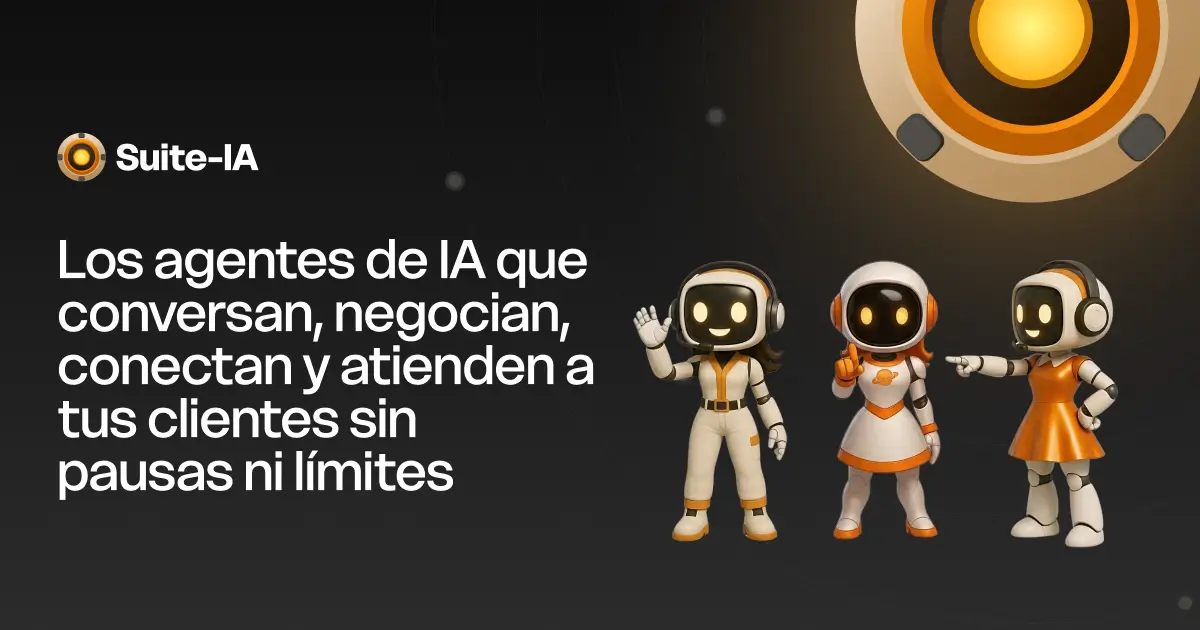 Suite-IA
Los agentes de IA que
conversan, negocian,
conectan y atienden a
tus clientes sin
pausas ni límites